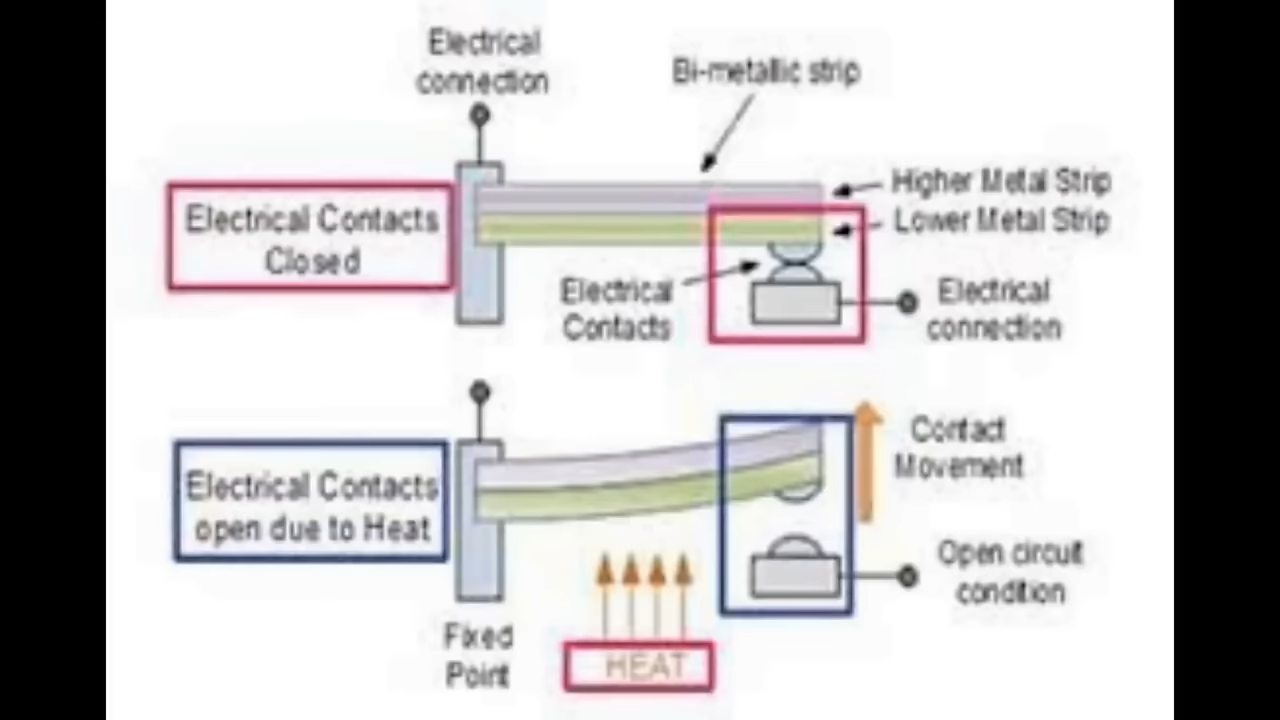 Electrical
connection
Bi-metallic strip
Higher Metal Strip
Lower Metal Strip
Electrical Contacts
Closed
Electrical
Contacts
Electrical
connection
Contact
Movement
Electrical Contacts
open due to Heat
Open circuit
condition
Fixed
Point
HEAT